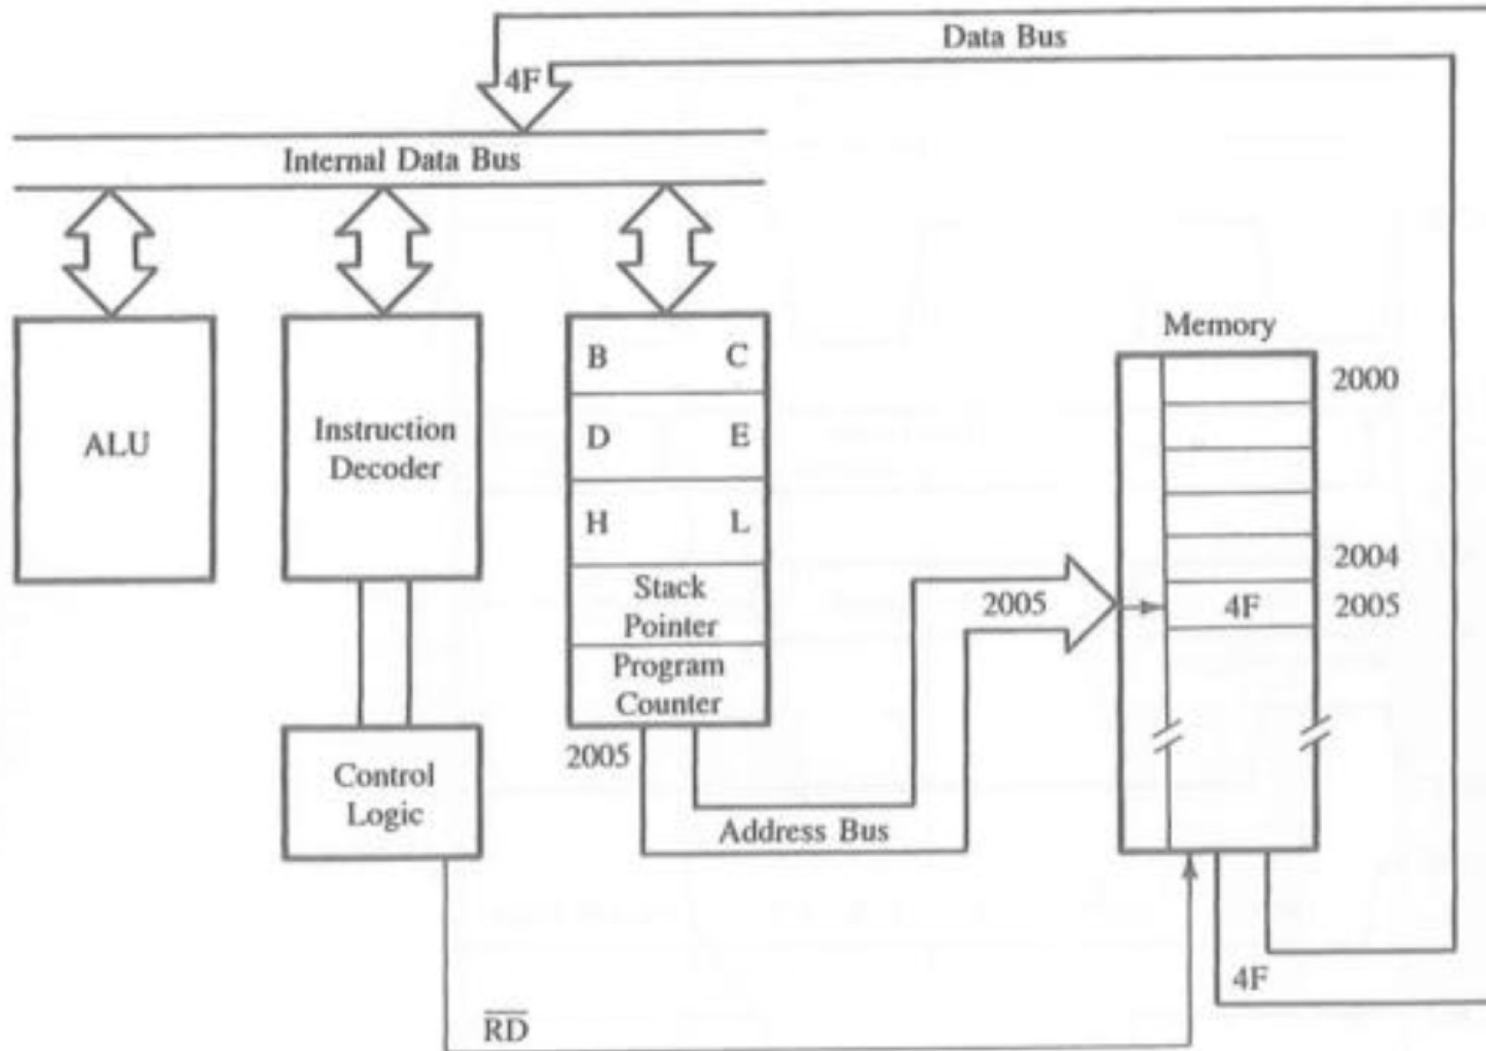 Data Bus
4F
Internal Data Bus
ALU
Instruction
Decoder
B C
D E
H L
Stack
Pointer
Program
Counter
2005
Control
Logic
Address Bus
2005
Memory
2000
2004
4F 2005
4F
RD